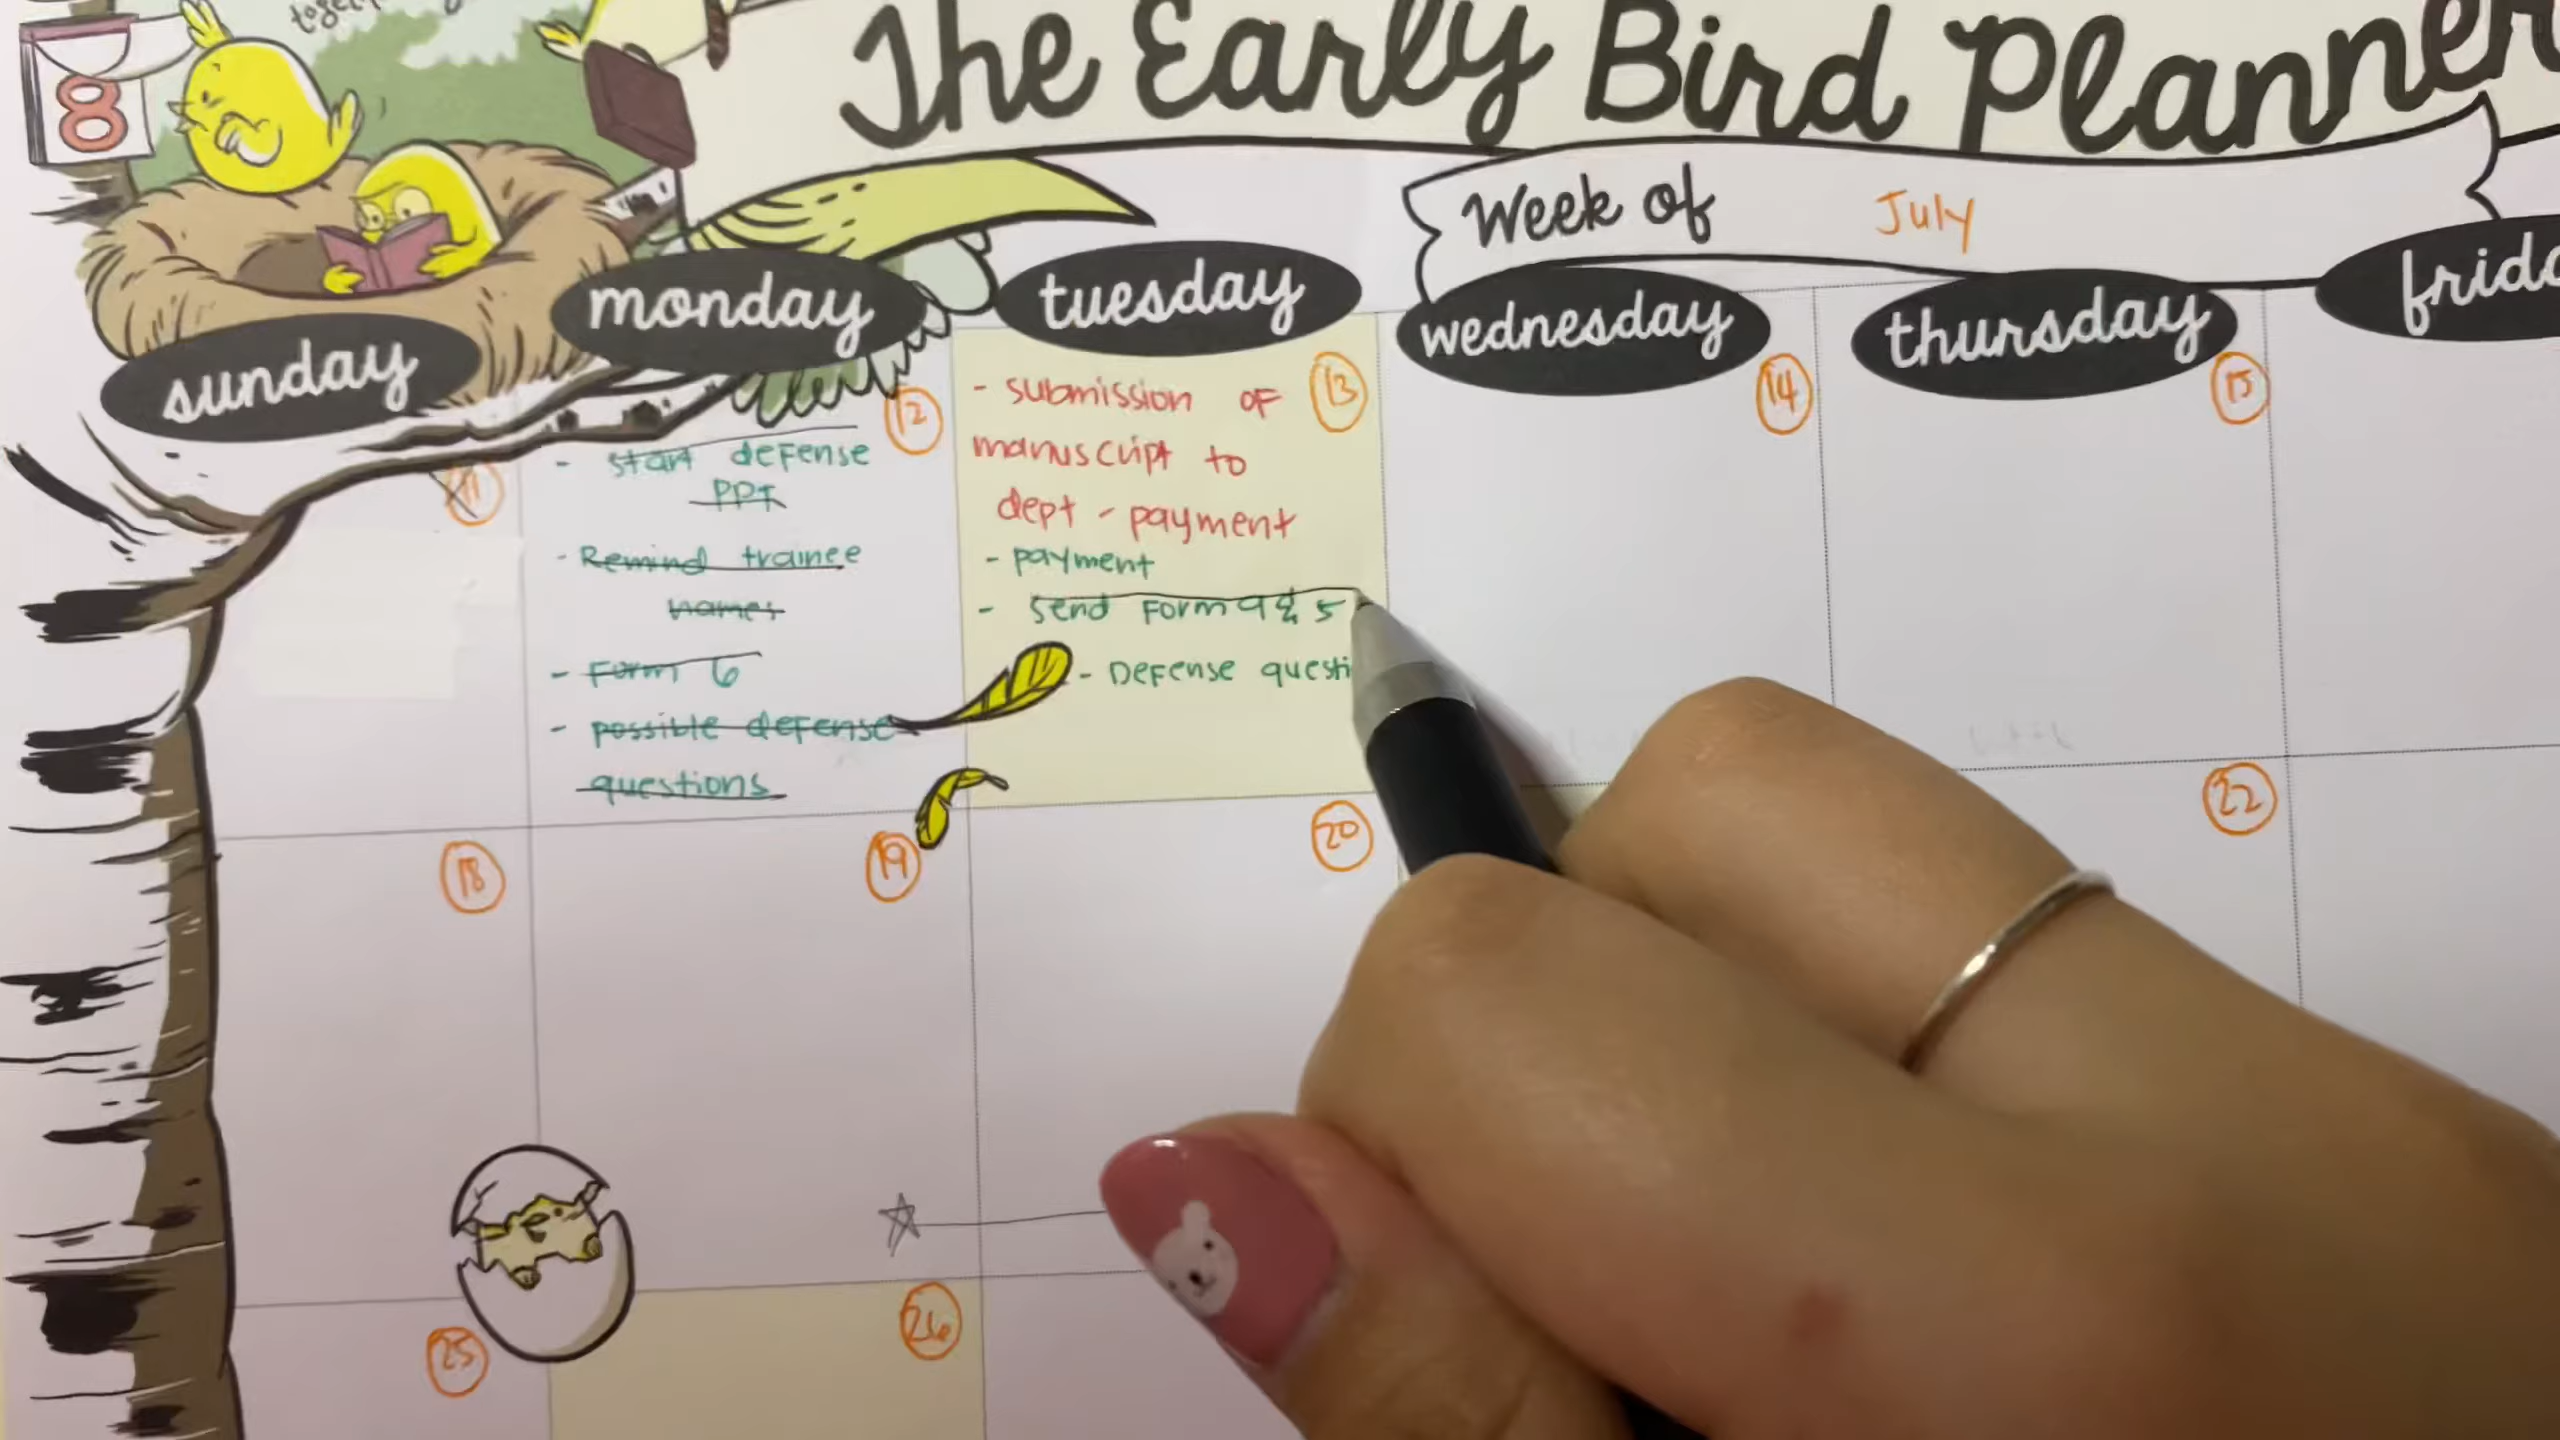 The Early Bird Planner
8
Week of July
sunday
monday
tuesday
wednesday
thursday
11
12
- start defense
PPT
- Remind trainee
names
- Form 6
- possible defense
questions
13
- submission of
manuscript to
dept - payment
- payment
- send Form 9 & 5
- Defense questi
14
15
18
19
20
22
25
26